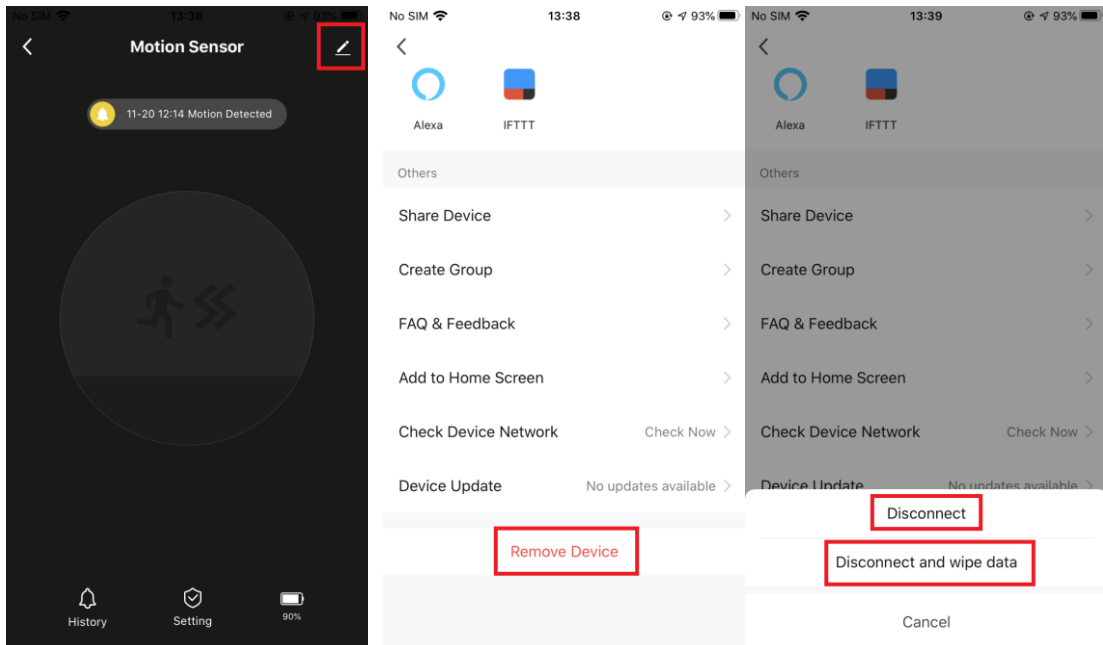 No SIM 13:38 93%
Motion Sensor
11-20 12:14 Motion Detected
History Setting 90%
No SIM 13:38 93%
Alexa IFTTT
Others
Share Device
Create Group
FAQ & Feedback
Add to Home Screen
Check Device Network Check Now
Device Update No updates available
Remove Device
No SIM 13:39 93%
Alexa IFTTT
Others
Share Device
Create Group
FAQ & Feedback
Add to Home Screen
Check Device Network Check Now
Device Update No updates available
Disconnect
Disconnect and wipe data
Cancel